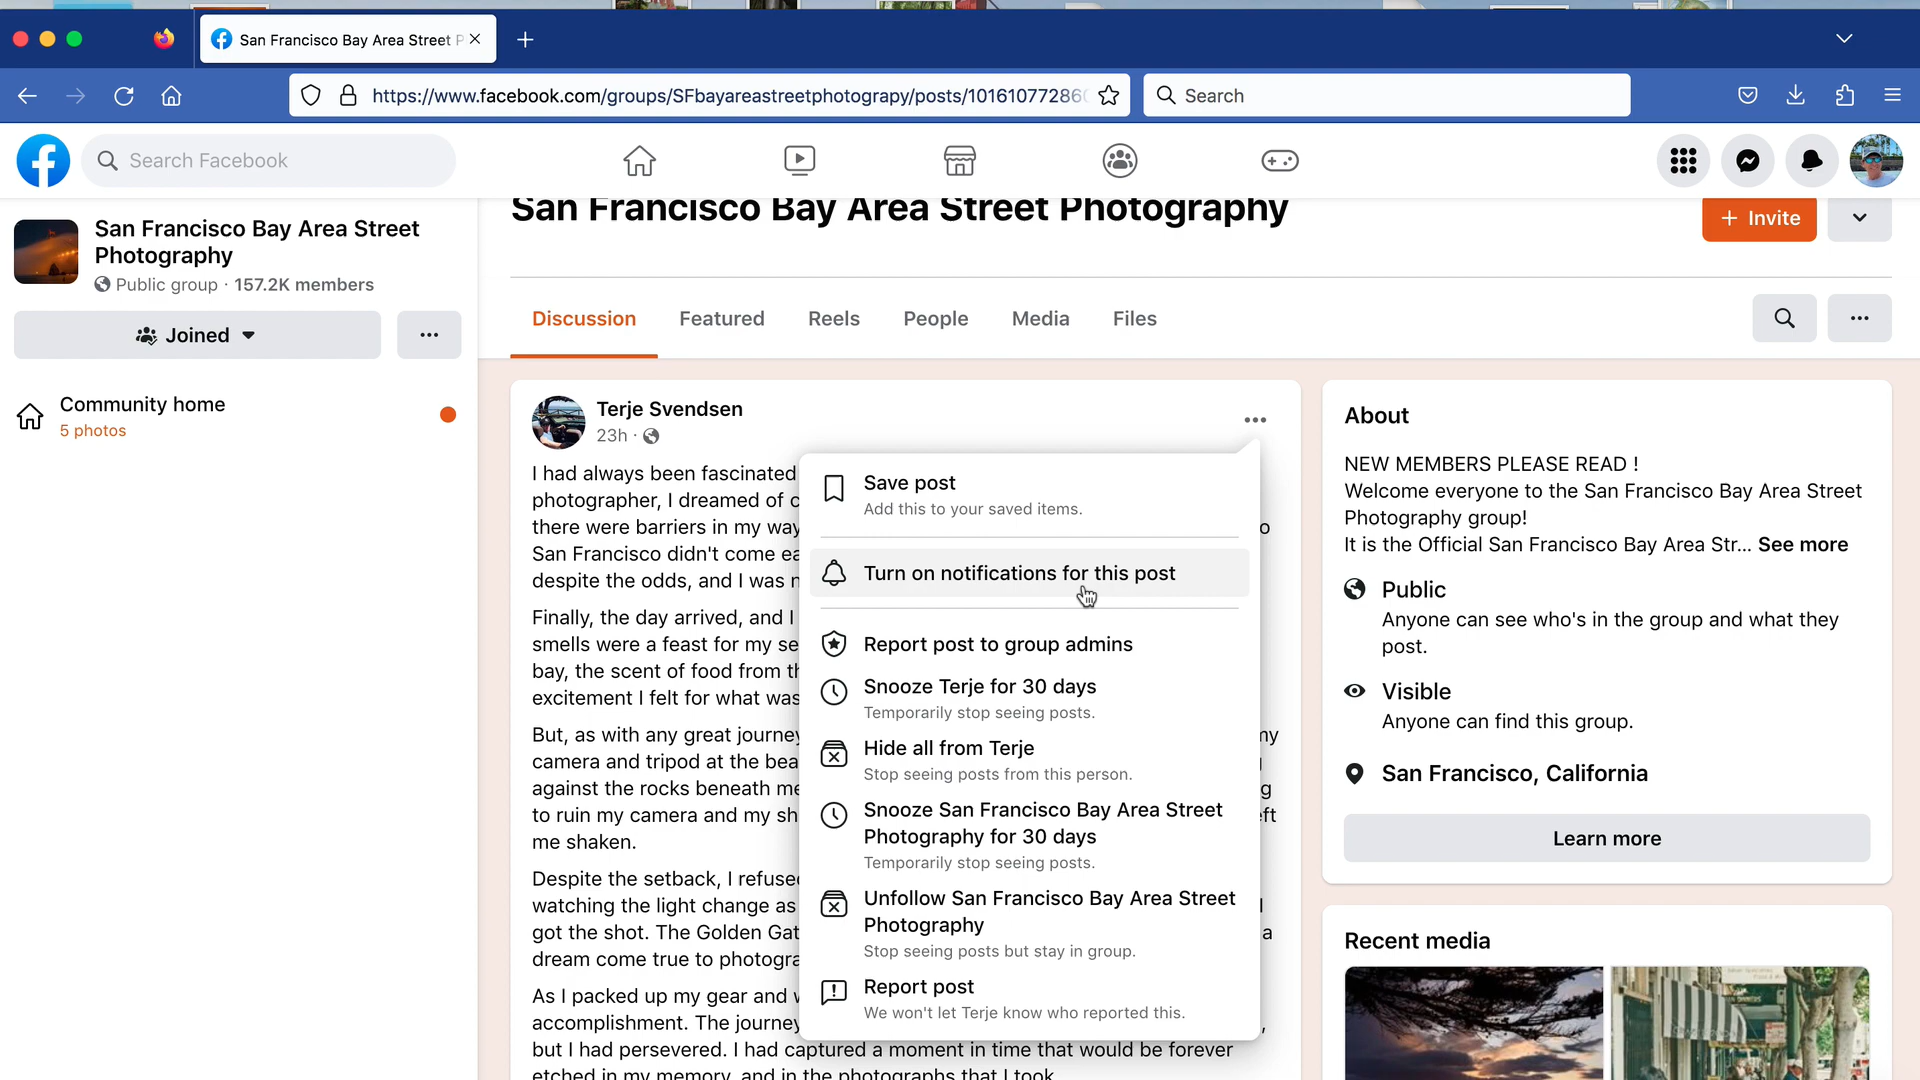 San Francisco Bay Area Street P
https://www.facebook.com/groups/SFbayareastreetphotograpy/posts/1016107728
Search
Search Facebook
San Francisco Bay Area Street
Photography
Public group · 157.2K members
Joined
Community home
5 photos
San Francisco Bay Area Street Photography
+ Invite
Discussion
Featured
Reels
People
Media
Files
Terje Svendsen
23h ·
I had always been fascinated
photographer, I dreamed of
there were barriers in my way
San Francisco didn't come
despite the odds, and I was
Finally, the day arrived, and I
smells were a feast for my
bay, the scent of food from
excitement I felt for what was
But, as with any great journey
camera and tripod at the
against the rocks beneath me
to ruin my camera and my
me shaken.
Despite the setback, I refused
watching the light change as
got the shot. The Golden
dream come true to
As I packed up my gear and
accomplishment. The journey
but I had persevered. I had captured a moment in time that would be forever
etched in my memory, and in the photographs that I took.
Save post
Add this to your saved items.
Turn on notifications for this post
Report post to group admins
Snooze Terje for 30 days
Temporarily stop seeing posts.
Hide all from Terje
Stop seeing posts from this person.
Snooze San Francisco Bay Area Street
Photography for 30 days
Temporarily stop seeing posts.
Unfollow San Francisco Bay Area Street
Photography
Stop seeing posts but stay in group.
Report post
We won't let Terje know who reported this.
About
NEW MEMBERS PLEASE READ !
Welcome everyone to the San Francisco Bay Area Street
Photography group!
It is the Official San Francisco Bay Area Str... See more
Public
Anyone can see who's in the group and what they
post.
Visible
Anyone can find this group.
San Francisco, California
Learn more
Recent media